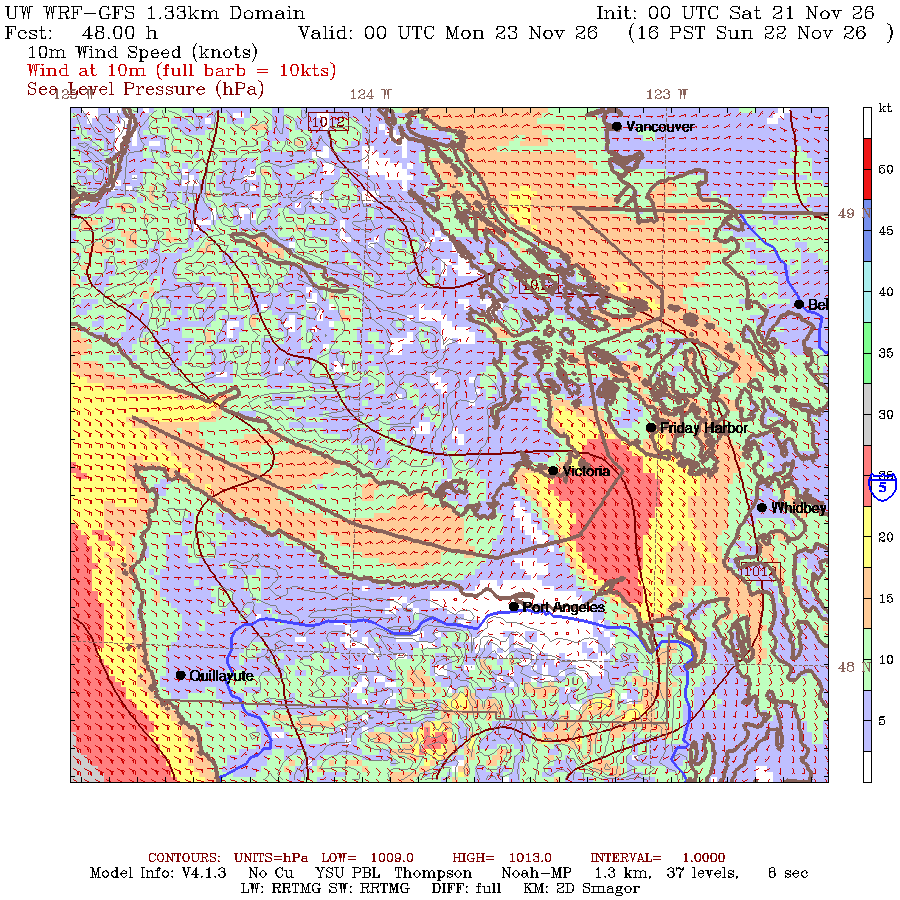 UW WRF-GFS 1.33km Domain Init: 00 UTC Sat 21 Nov 26
Fcst: 48.00 h Valid: 00 UTC Mon 23 Nov 26 (16 PST Sun 22 Nov 26 )
10m Wind Speed (knots)
Wind at 10m (full barb = 10kts)
Sea Level Pressure (hPa)
124 W 123 W
kt
1012
Vancouver
60
49 N
45
40
Bel
35
30
Friday Harbor
Victoria
25
5
Whidbey
20
15
Port Angeles
10
48 N
Quillayute
5
CONTOURS: UNITS=hPa LOW= 1009.0 HIGH= 1013.0 INTERVAL= 1.0000
Model Info: V4.1.3 No Cu YSU PBL Thompson Noah-MP 1.3 km, 37 levels, 8 sec
LW: RRTMG SW: RRTMG DIFF: full KM: 2D Smagor